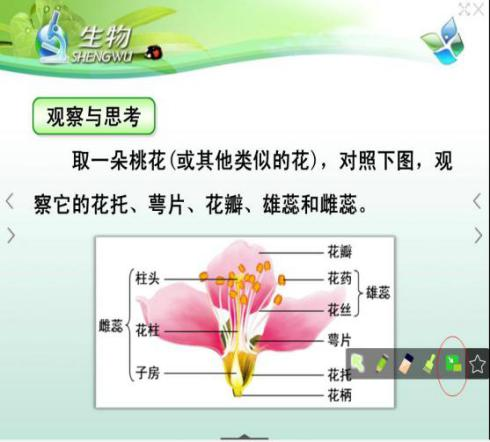 生物
SHENGWU
观察与思考
取一朵桃花(或其他类似的花)，对照下图，观
察它的花托、萼片、花瓣、雄蕊和雌蕊。
花瓣
柱头
花药
雄蕊
花丝
雌蕊
花柱
萼片
子房
花托
花柄